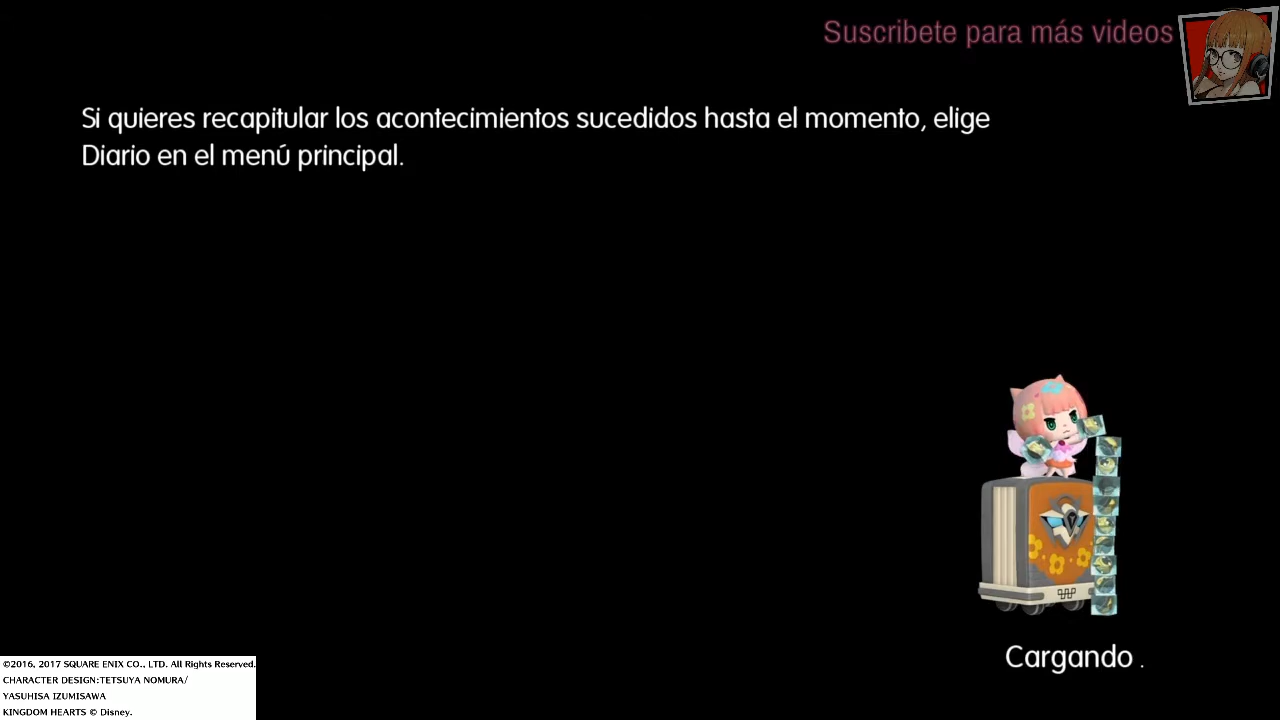 Suscribete para más videos
Si quieres recapitular los acontecimientos sucedidos hasta el momento, elige
Diario en el menú principal.
Cargando .
©2016, 2017 SQUARE ENIX CO., LTD. All Rights Reserved.
CHARACTER DESIGN:TETSUYA NOMURA/
YASUHISA IZUMISAWA
KINGDOM HEARTS © Disney.